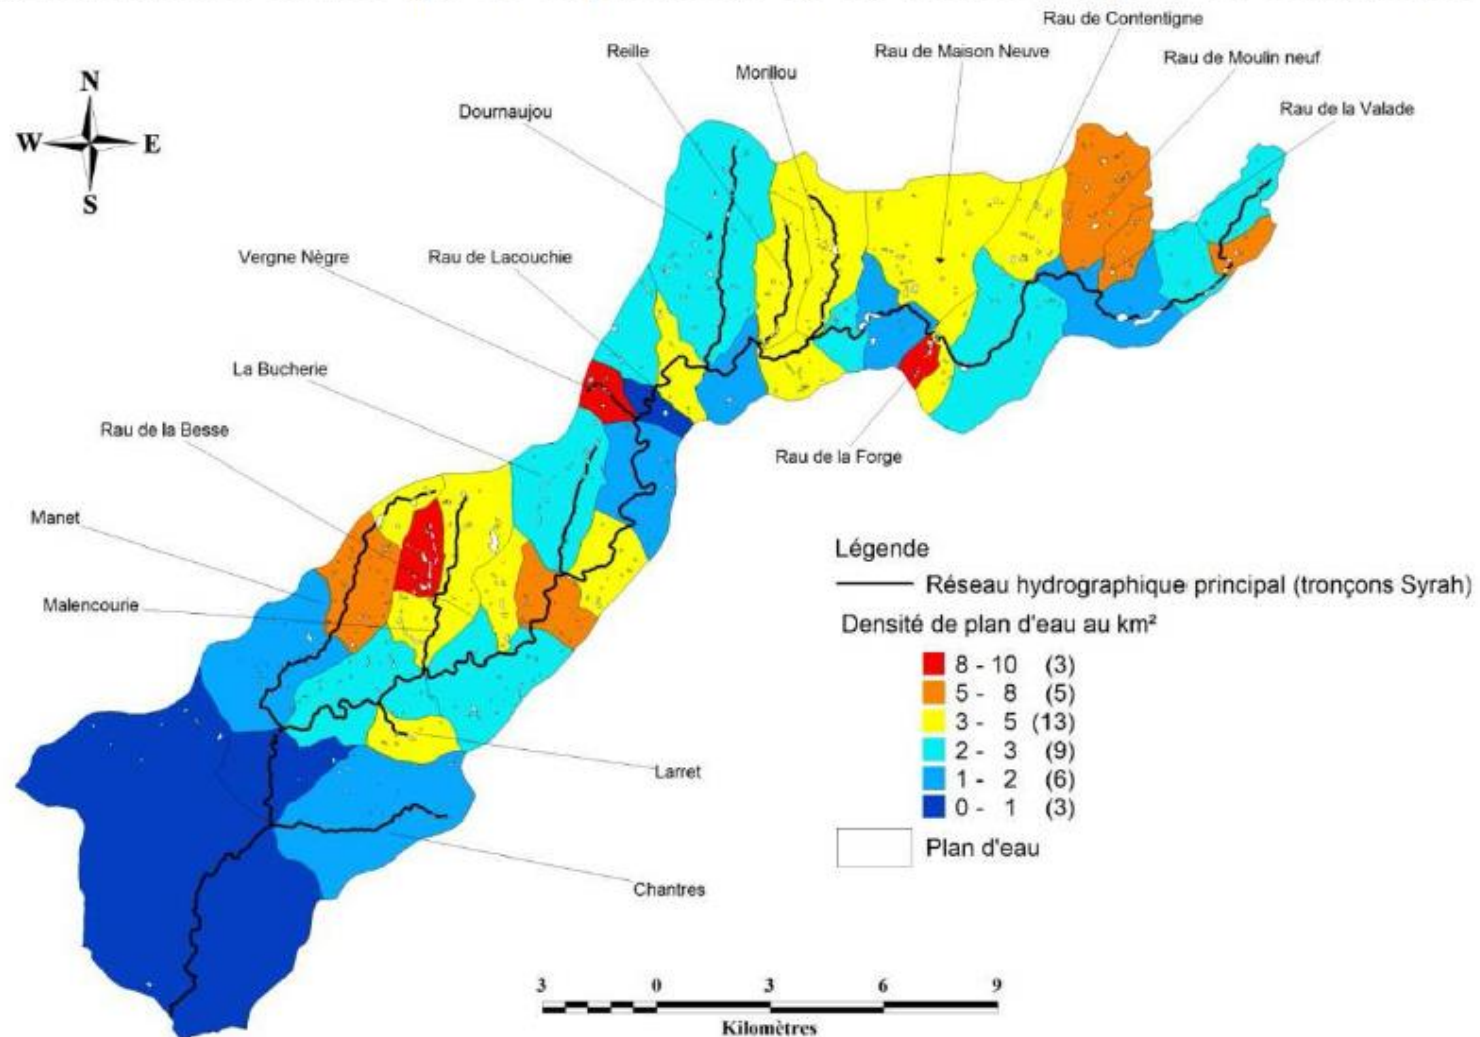 Rau de Contentigne
Reille
Rau de Maison Neuve
Rau de Moulin neuf
Morillou
N
Dournaujou
Rau de la Valade
W E
S
Vergne Nègre
Rau de Lacouchie
La Bucherie
Rau de la Besse
Rau de la Forge
Manet
Malencourie
Légende
Réseau hydrographique principal (tronçons Syrah)
Densité de plan d'eau au km²
8 - 10 (3)
5 - 8 (5)
3 - 5 (13)
2 - 3 (9)
1 - 2 (6)
0 - 1 (3)
Plan d'eau
Larret
Chantres
3 0 3 6 9
Kilomètres